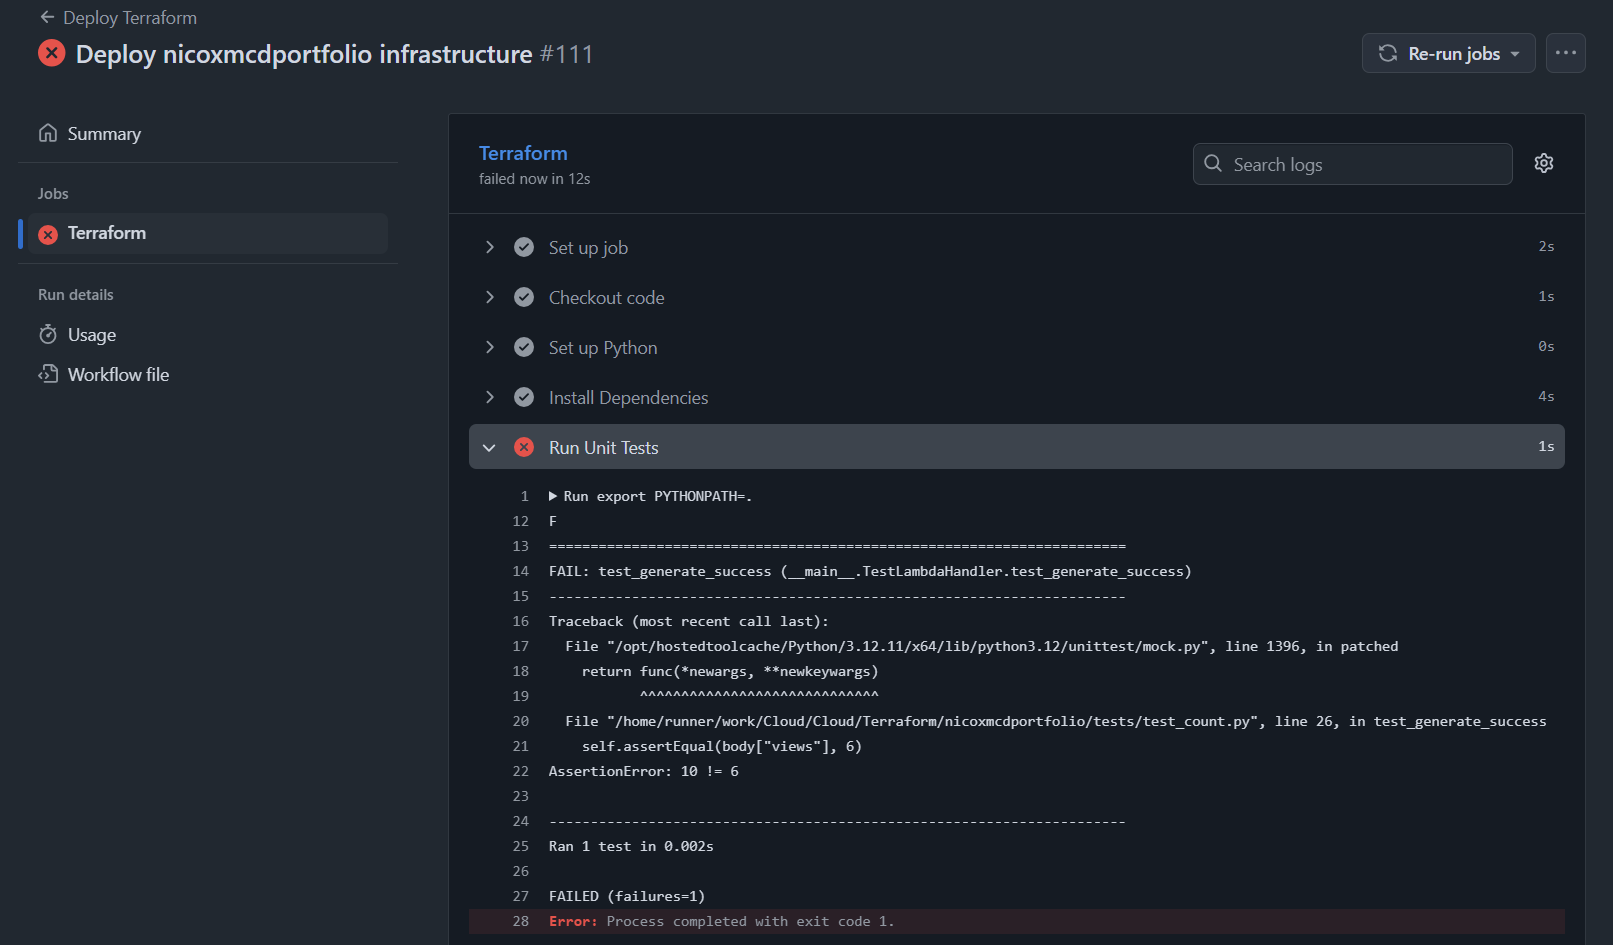 Deploy Terraform
Deploy nicoxmcdportfolio infrastructure #111
Re-run jobs
Summary
Jobs
Terraform
Run details
Usage
Workflow file
Terraform
failed now in 12s
Search logs
Set up job 2s
Checkout code 1s
Set up Python 0s
Install Dependencies 4s
Run Unit Tests 1s
1 Run export PYTHONPATH=.
12 F
13 ======================================================================
14 FAIL: test_generate_success (__main__.TestLambdaHandler.test_generate_success)
15 ----------------------------------------------------------------------
16 Traceback (most recent call last):
17   File "/opt/hostedtoolcache/Python/3.12.11/x64/lib/python3.12/unittest/mock.py", line 1396, in patched
18     return func(*newargs, **newkeywargs)
19            ^^^^^^^^^^^^^^^^^^^^^^^^^^^^^
20   File "/home/runner/work/Cloud/Cloud/Terraform/nicoxmcdportfolio/tests/test_count.py", line 26, in test_generate_success
21     self.assertEqual(body["views"], 6)
22 AssertionError: 10 != 6
23
24 ----------------------------------------------------------------------
25 Ran 1 test in 0.002s
26
27 FAILED (failures=1)
28 Error: Process completed with exit code 1.